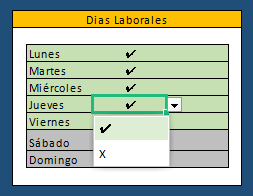 Dias Laborales
Lunes ✔
Martes ✔
Miércoles ✔
Jueves ✔
Viernes
✔
Sábado
X
Domingo